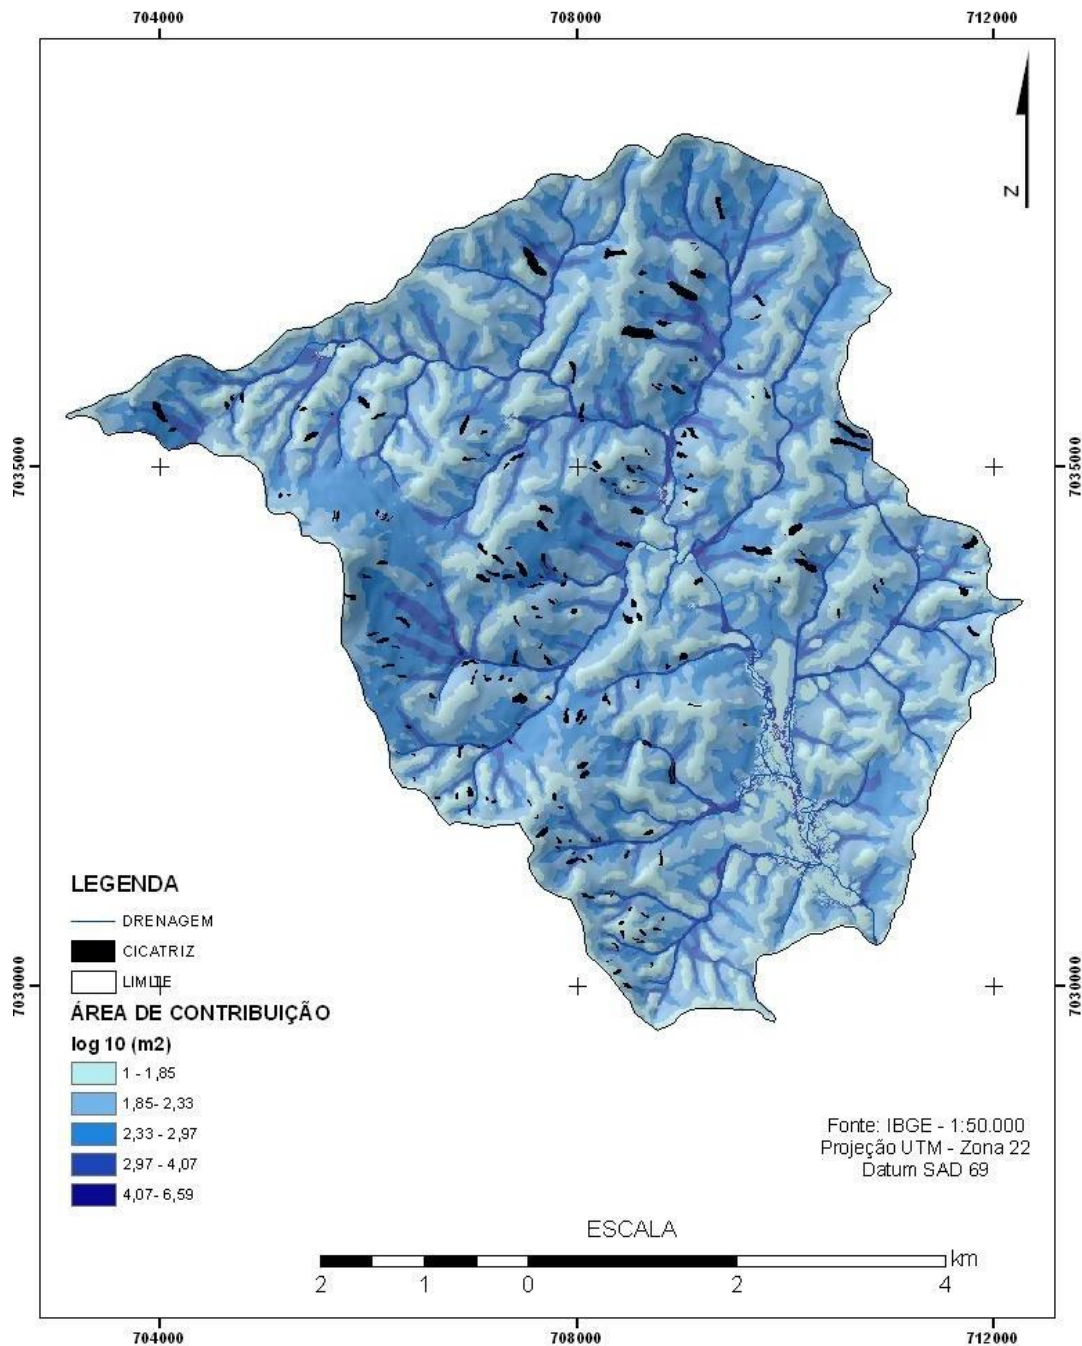 704000 708000 712000
N
7035000 7035000
LEGENDA
DRENAGEM
CICATRIZ
LIMITE
7030000 7030000
ÁREA DE CONTRIBUIÇÃO
log 10 (m2)
1 - 1,85
1,85- 2,33
2,33 - 2,97
2,97 - 4,07
4,07- 6,59
Fonte: IBGE - 1:50.000
Projeção UTM - Zona 22
Datum SAD 69
ESCALA
km
2 1 0 2 4
704000 708000 712000